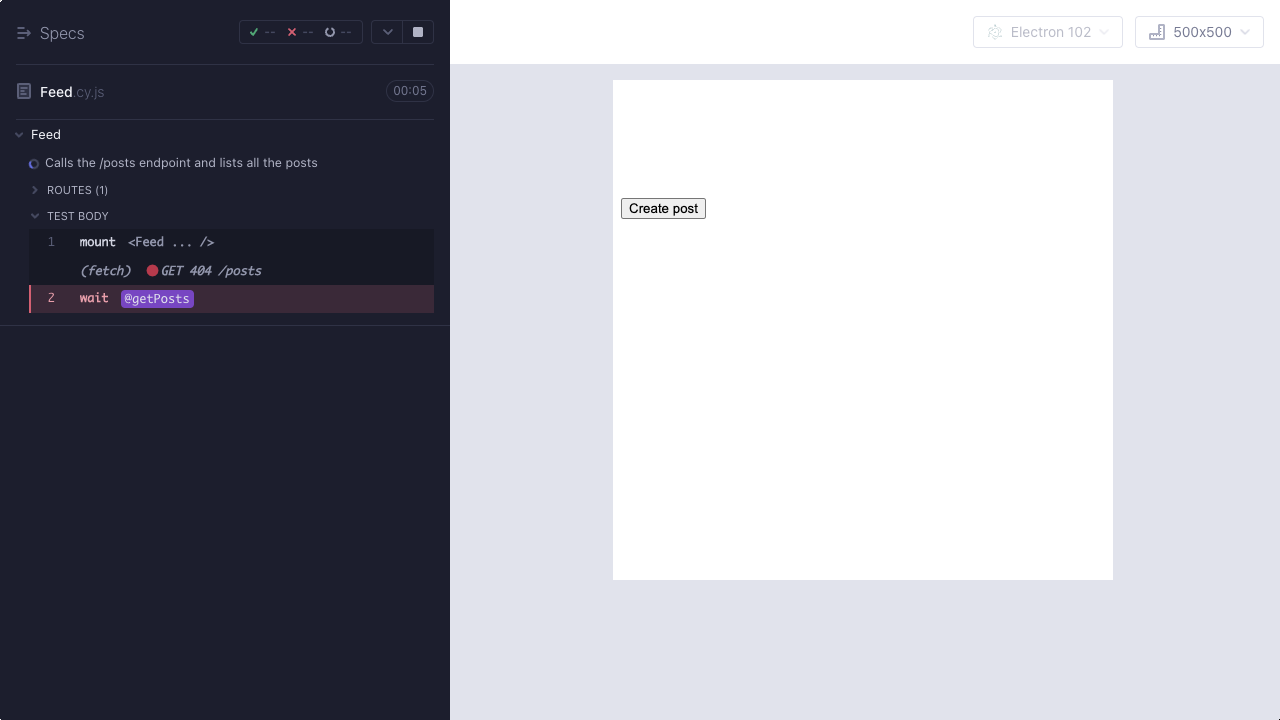 Specs
-- -- --
Feed.cy.js
00:05
Feed
Calls the /posts endpoint and lists all the posts
ROUTES (1)
TEST BODY
1 mount <Feed ... />
(fetch) GET 404 /posts
2 wait @getPosts
Electron 102
500x500
Create post